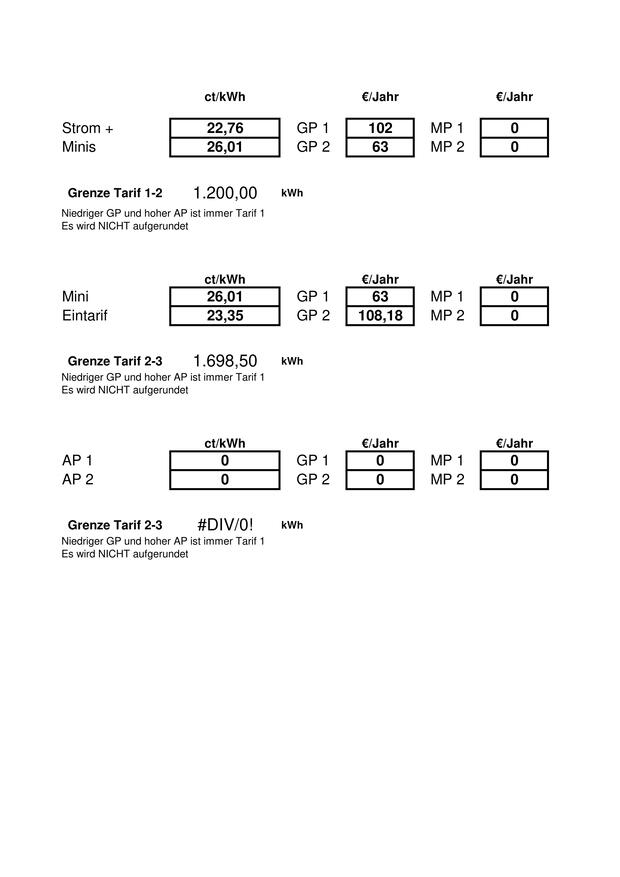 ct/kWh €/Jahr €/Jahr
Strom + 22,76 GP 1 102 MP 1 0
Minis 26,01 GP 2 63 MP 2 0
Grenze Tarif 1-2 1.200,00 kWh
Niedriger GP und hoher AP ist immer Tarif 1
Es wird NICHT aufgerundet
ct/kWh €/Jahr €/Jahr
Mini 26,01 GP 1 63 MP 1 0
Eintarif 23,35 GP 2 108,18 MP 2 0
Grenze Tarif 2-3 1.698,50 kWh
Niedriger GP und hoher AP ist immer Tarif 1
Es wird NICHT aufgerundet
ct/kWh €/Jahr €/Jahr
AP 1 0 GP 1 0 MP 1 0
AP 2 0 GP 2 0 MP 2 0
Grenze Tarif 2-3 #DIV/0! kWh
Niedriger GP und hoher AP ist immer Tarif 1
Es wird NICHT aufgerundet